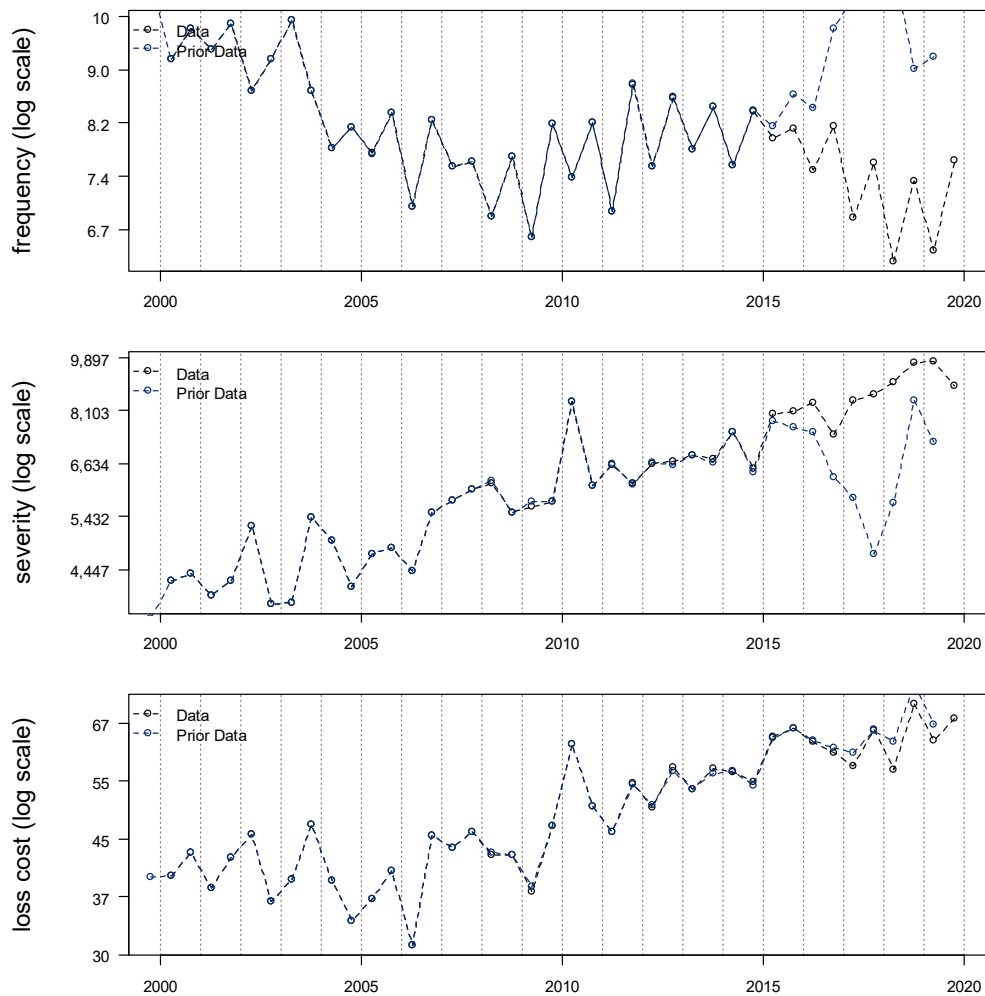 frequency (log scale)
10
9.0
8.2
7.4
6.7
Data
Prior Data
2000 2005 2010 2015 2020
severity (log scale)
9,897
8,103
6,634
5,432
4,447
Data
Prior Data
2000 2005 2010 2015 2020
loss cost (log scale)
67
55
45
37
30
Data
Prior Data
2000 2005 2010 2015 2020